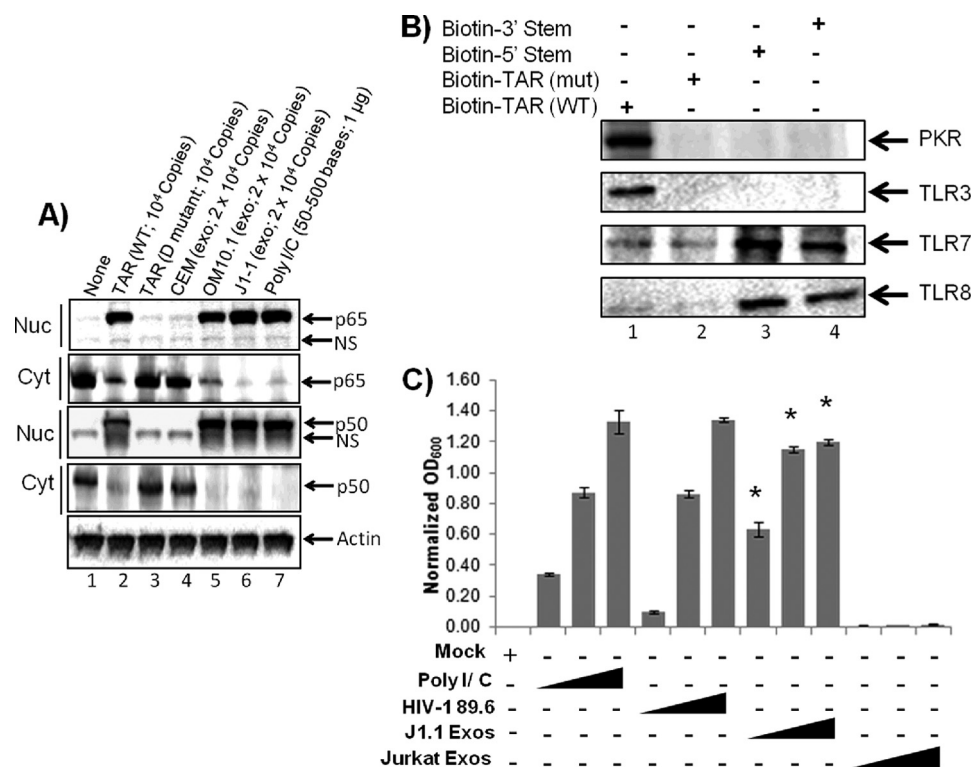 A)
None
TAR (WT; 10⁴ Copies)
TAR (D mutant; 10⁴ Copies)
CEM (exo; 2 x 10⁴ Copies)
OM10.1 (exo; 2 x 10⁴ Copies)
J1-1 (exo; 2 x 10⁴ Copies)
Poly I/C (50-500 bases; 1 µg)
Nuc p65
NS
Cyt p65
Nuc p50
NS
Cyt p50
Actin
1 2 3 4 5 6 7
B)
Biotin-3' Stem - - - +
Biotin-5' Stem - - + -
Biotin-TAR (mut) - + - -
Biotin-TAR (WT) + - - -
PKR
TLR3
TLR7
TLR8
1 2 3 4
C)
Normalized OD₆₀₀
1.60
1.40
1.20
1.00
0.80
0.60
0.40
0.20
0.00
* * *
Mock + - - - - - - - - - - - -
Poly I/ C - - - - - - - - - -
HIV-1 89.6 - - - - - - - - - -
J1.1 Exos - - - - - - - - - -
Jurkat Exos - - - - - - - - - -